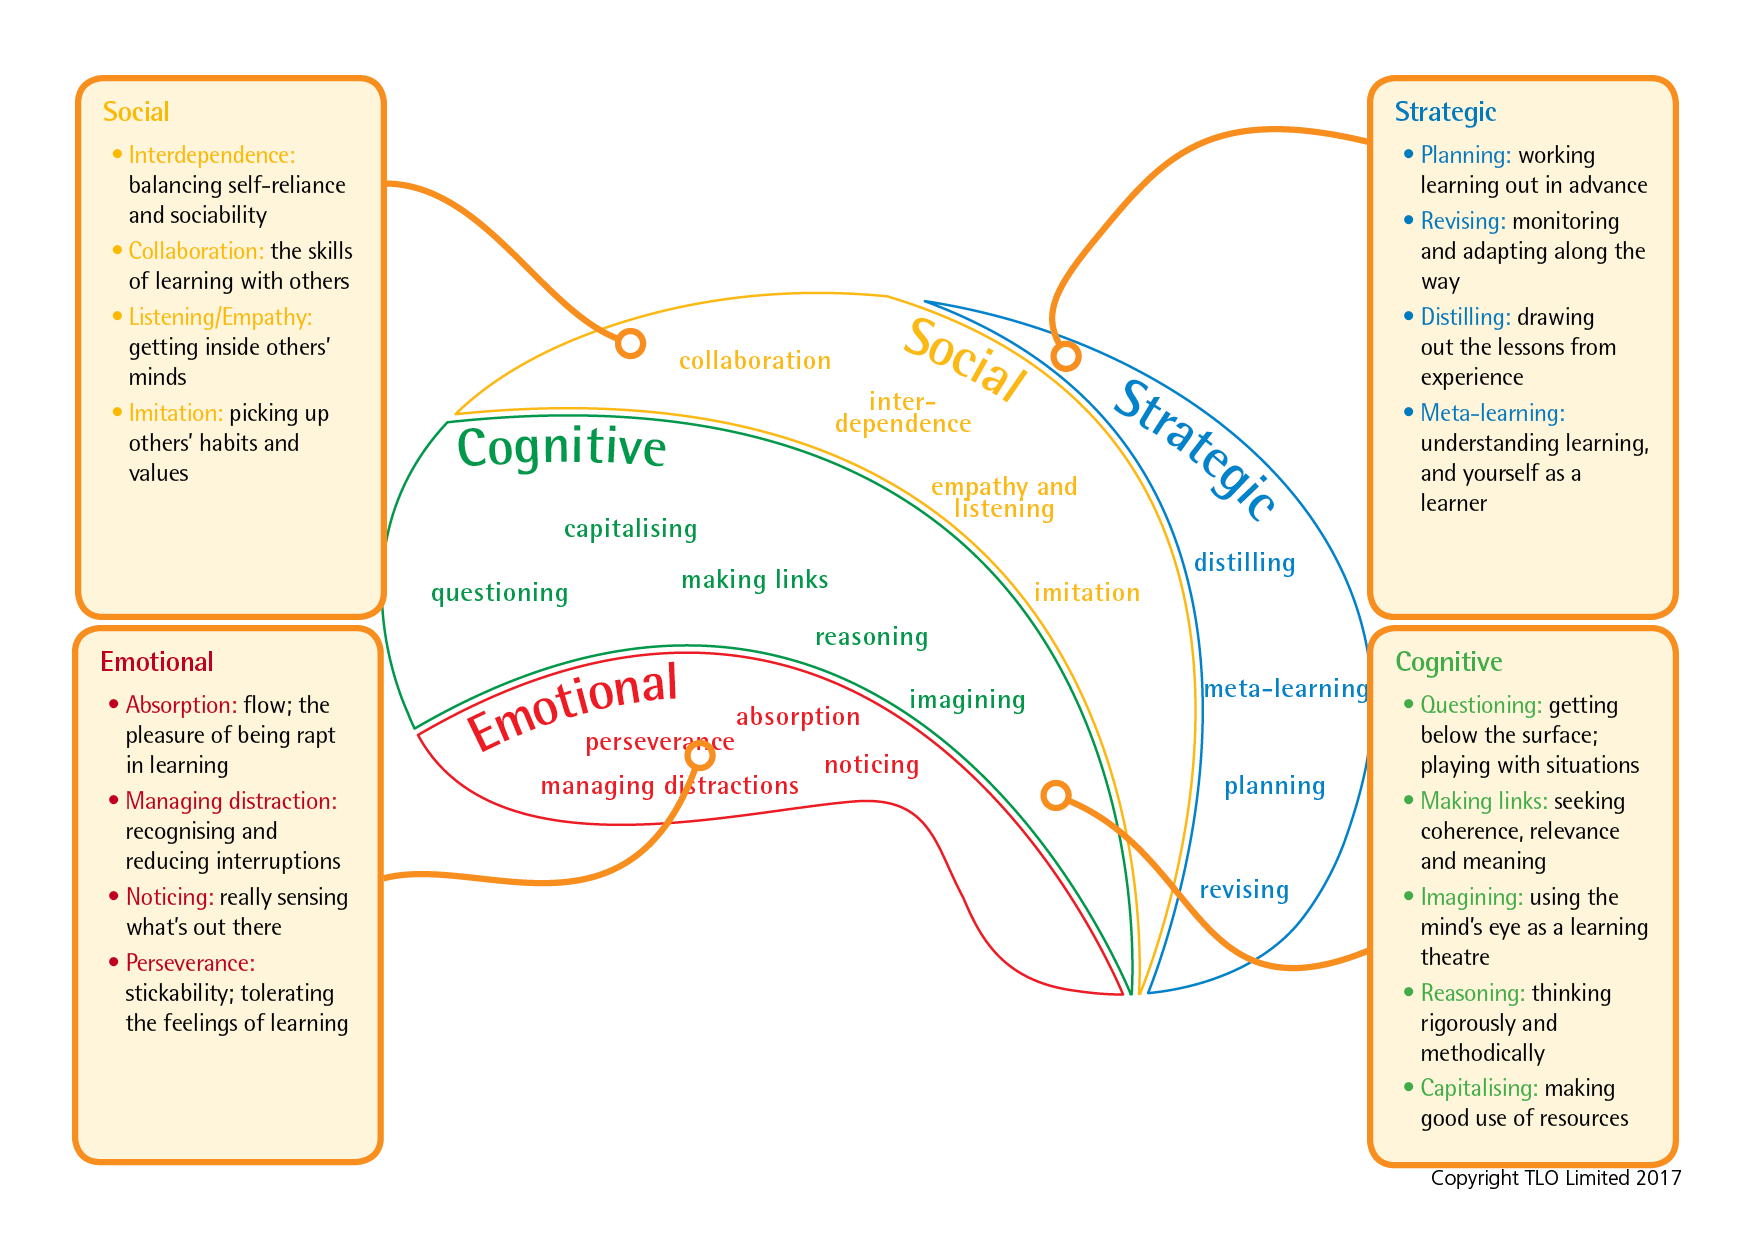 Social
• Interdependence:
balancing self-reliance
and sociability
• Collaboration: the skills
of learning with others
• Listening/Empathy:
getting inside others'
minds
• Imitation: picking up
others' habits and
values
Strategic
• Planning: working
learning out in advance
• Revising: monitoring
and adapting along the
way
• Distilling: drawing
out the lessons from
experience
• Meta-learning:
understanding learning,
and yourself as a
learner
Social
collaboration
inter-
dependence
empathy and
listening
imitation
Strategic
distilling
meta-learning
planning
revising
Cognitive
capitalising
questioning
making links
reasoning
imagining
Emotional
absorption
perseverance
noticing
managing distractions
Emotional
• Absorption: flow; the
pleasure of being rapt
in learning
• Managing distraction:
recognising and
reducing interruptions
• Noticing: really sensing
what's out there
• Perseverance:
stickability; tolerating
the feelings of learning
Cognitive
• Questioning: getting
below the surface;
playing with situations
• Making links: seeking
coherence, relevance
and meaning
• Imagining: using the
mind's eye as a learning
theatre
• Reasoning: thinking
rigorously and
methodically
• Capitalising: making
good use of resources
Copyright TLO Limited 2017